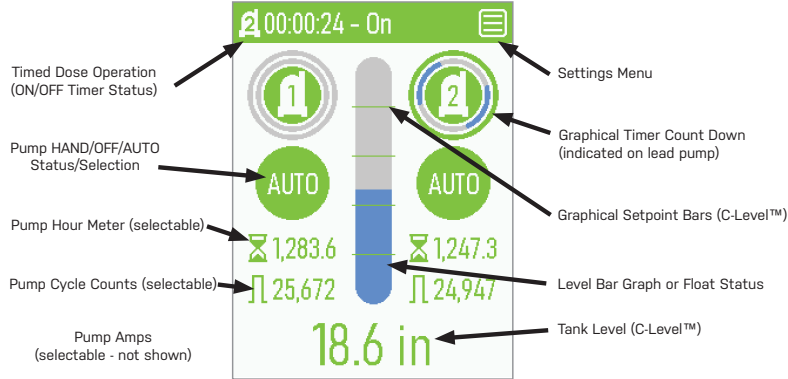 2 00:00:24 - On
Timed Dose Operation
(ON/OFF Timer Status)
Settings Menu
1
2
Graphical Timer Count Down
(indicated on lead pump)
Pump HAND/OFF/AUTO
Status/Selection
AUTO
AUTO
Graphical Setpoint Bars (C-Level™)
Pump Hour Meter (selectable)
1,283.6
1,247.3
Pump Cycle Counts (selectable)
25,672
24,947
Level Bar Graph or Float Status
Pump Amps
(selectable - not shown)
18.6 in
Tank Level (C-Level™)